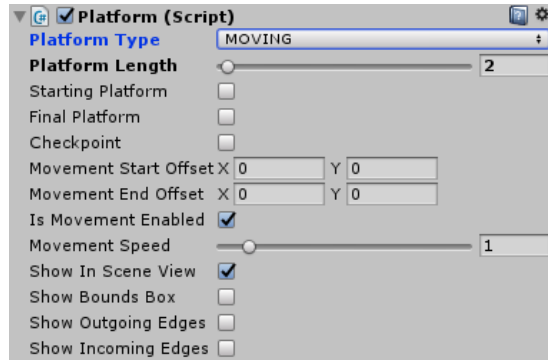 Platform (Script)
Platform Type MOVING
Platform Length 2
Starting Platform
Final Platform
Checkpoint
Movement Start Offset X 0 Y 0
Movement End Offset X 0 Y 0
Is Movement Enabled
Movement Speed 1
Show In Scene View
Show Bounds Box
Show Outgoing Edges
Show Incoming Edges